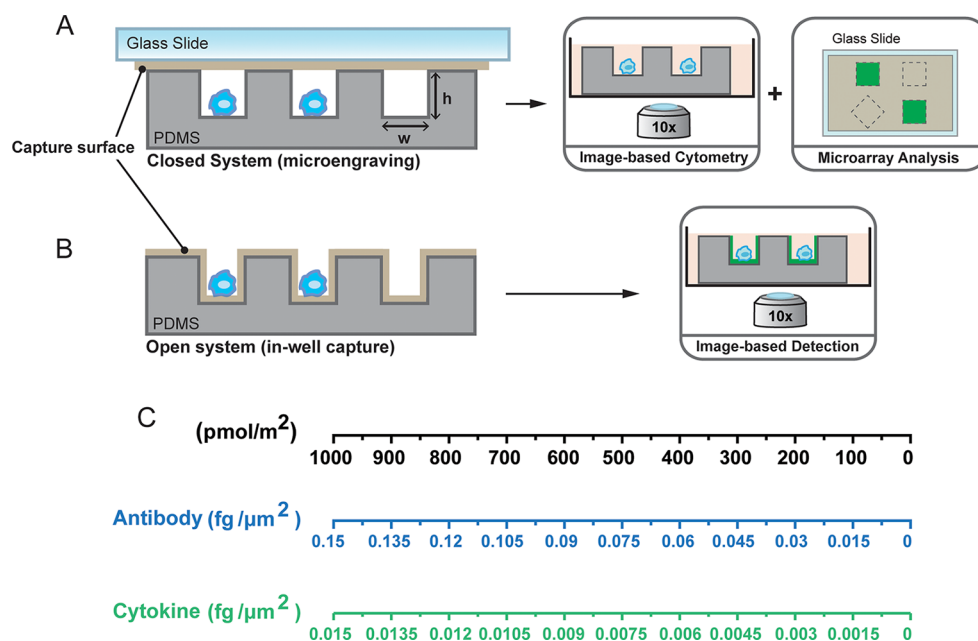 A
Glass Slide
h
w
PDMS
Capture surface
Closed System (microengraving)
10x
Image-based Cytometry
+
Glass Slide
Microarray Analysis
B
PDMS
Open system (in-well capture)
10x
Image-based Detection
C
(pmol/m²)
1000 900 800 700 600 500 400 300 200 100 0
Antibody (fg/µm²)
0.15 0.135 0.12 0.105 0.09 0.075 0.06 0.045 0.03 0.015 0
Cytokine (fg/µm²)
0.015 0.0135 0.012 0.0105 0.009 0.0075 0.006 0.0045 0.003 0.0015 0